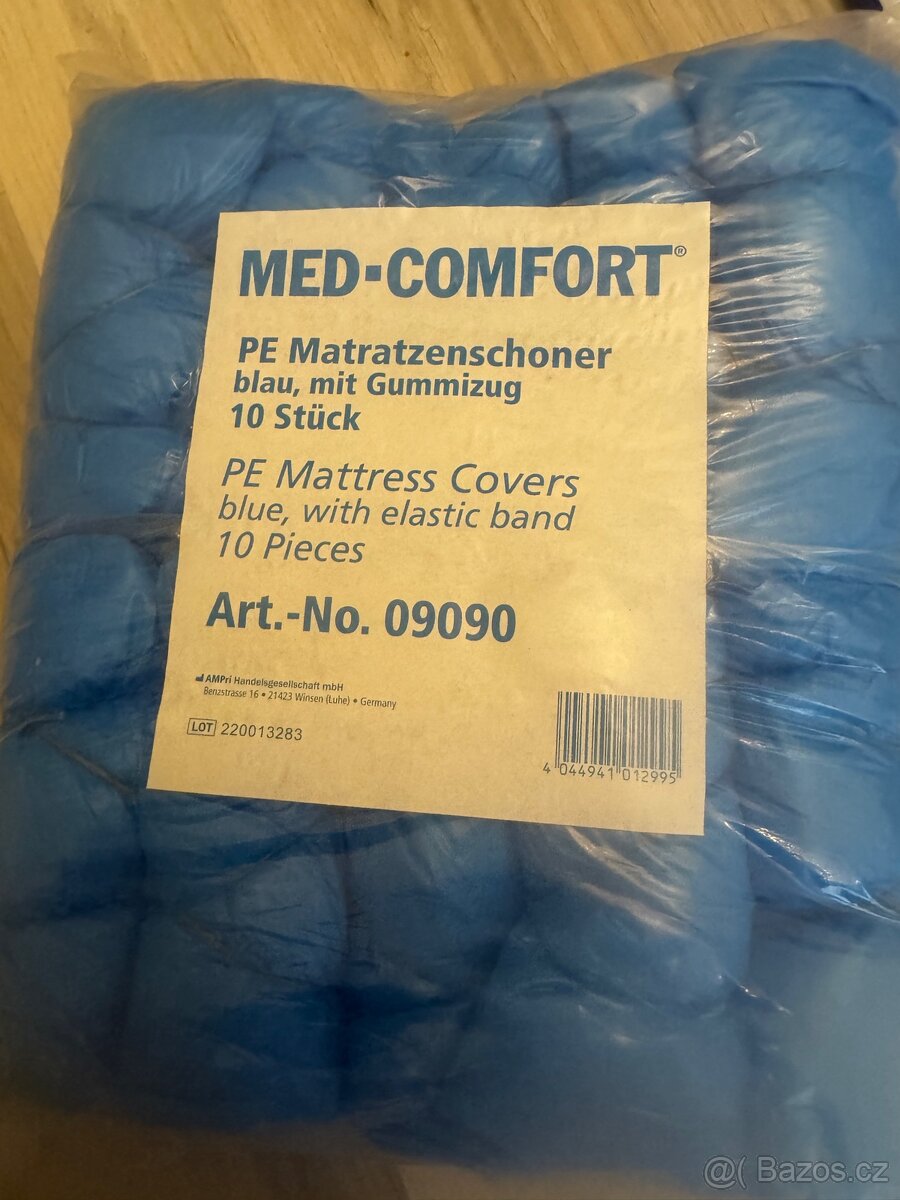 MED-COMFORT®
PE Matratzenschoner
blau, mit Gummizug
10 Stück
PE Mattress Covers
blue, with elastic band
10 Pieces
Art.-No. 09090
AMPri Handelsgesellschaft mbH
Benzstrasse 16 • 21423 Winsen (Luhe) • Germany
LOT 220013283
4 044941 012995
@( Bazos.cz